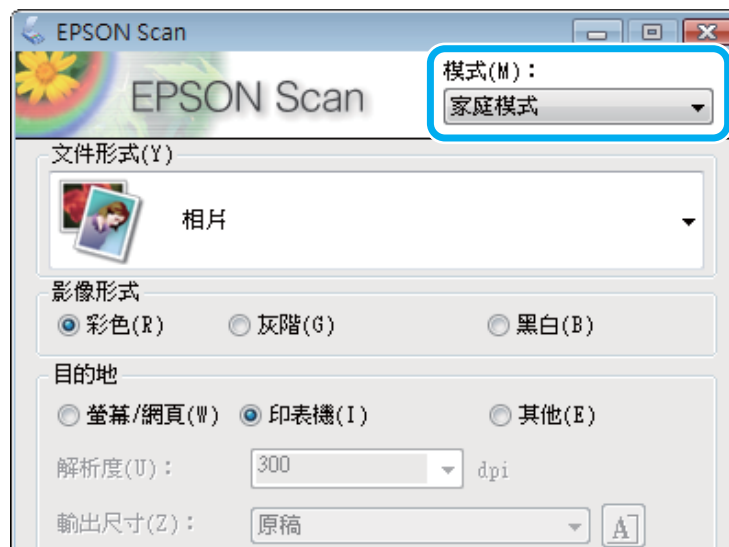 EPSON Scan
EPSON Scan
模式(M)：
家庭模式
文件形式(Y)
相片
影像形式
彩色(R) 灰階(G) 黑白(B)
目的地
螢幕/網頁(W) 印表機(I) 其他(E)
解析度(U)： 300 dpi
輸出尺寸(Z)： 原稿 A